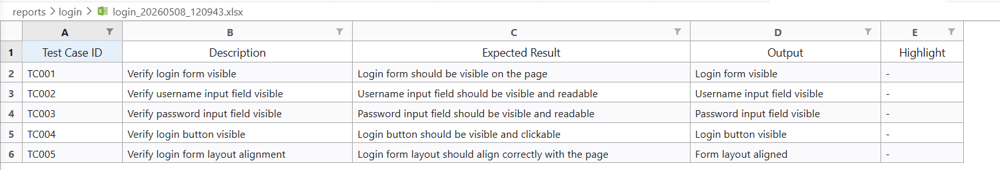 reports > login > login_20260508_120943.xlsx
A B C D E
1 Test Case ID Description Expected Result Output Highlight
2 TC001 Verify login form visible Login form should be visible on the page Login form visible -
3 TC002 Verify username input field visible Username input field should be visible and readable Username input field visible -
4 TC003 Verify password input field visible Password input field should be visible and readable Password input field visible -
5 TC004 Verify login button visible Login button should be visible and clickable Login button visible -
6 TC005 Verify login form layout alignment Login form layout should align correctly with the page Form layout aligned -